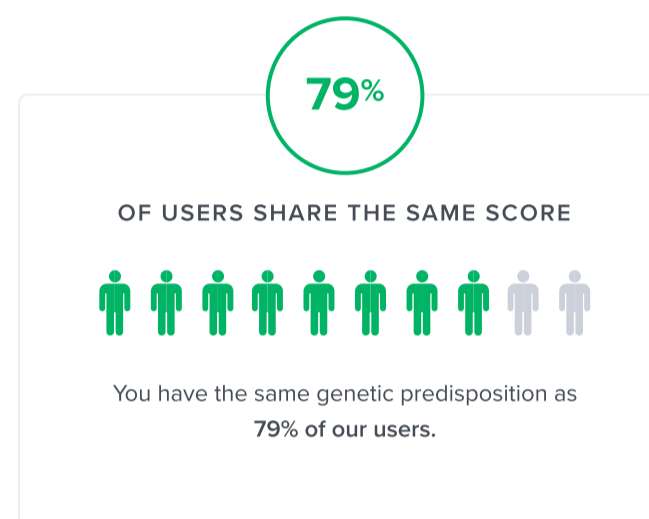 79%
OF USERS SHARE THE SAME SCORE
You have the same genetic predisposition as
79% of our users.